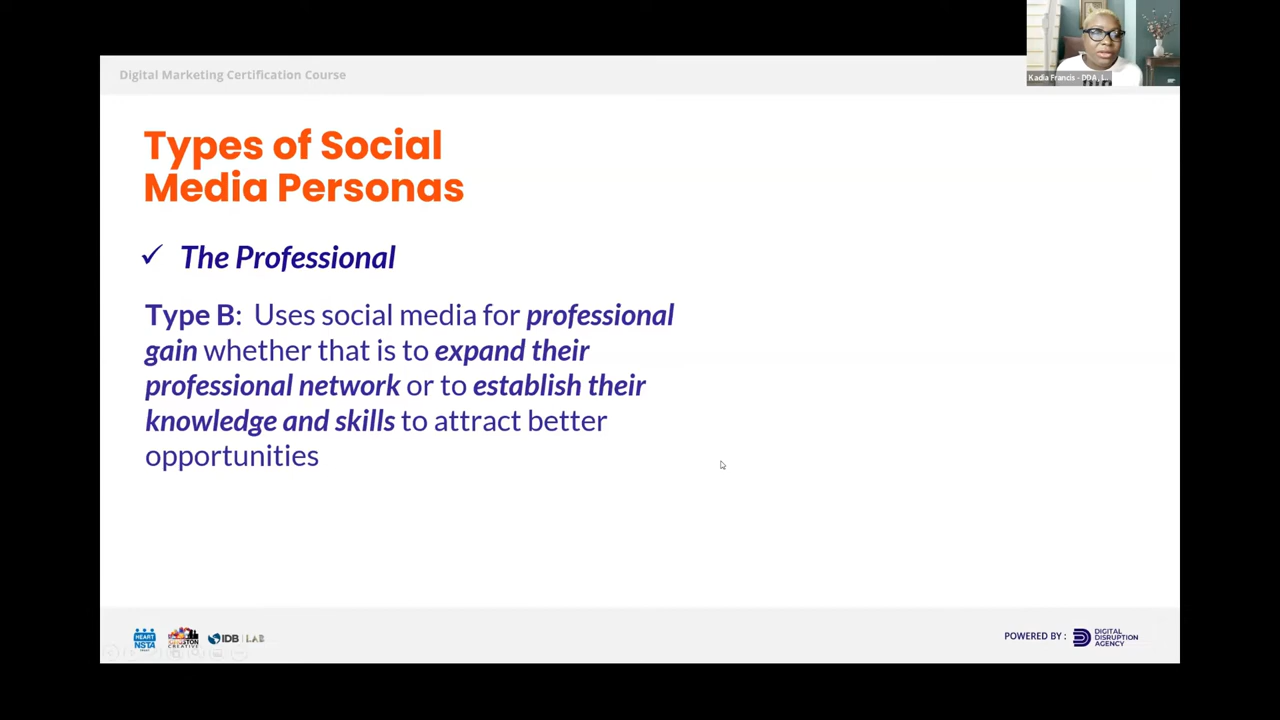 Digital Marketing Certification Course
Kadia Francis - DDA, I...
Types of Social
Media Personas
✓ The Professional
Type B: Uses social media for professional
gain whether that is to expand their
professional network or to establish their
knowledge and skills to attract better
opportunities
HEART
NSTA
IDB | LAB
POWERED BY :
DIGITAL
DISRUPTION
AGENCY